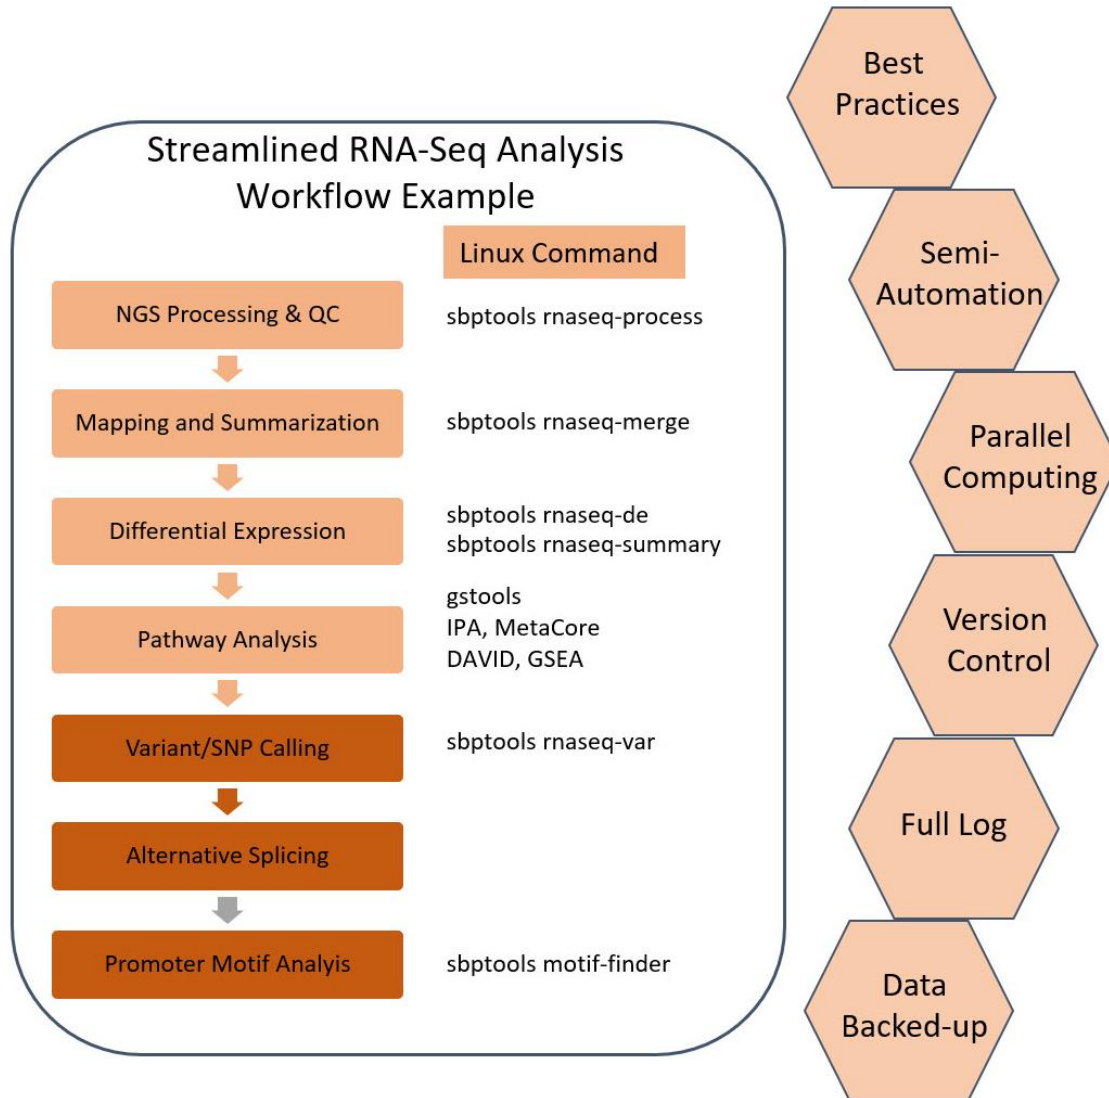 Streamlined RNA-Seq Analysis
Workflow Example
Linux Command
NGS Processing & QC
sbptools rnaseq-process
Mapping and Summarization
sbptools rnaseq-merge
Differential Expression
sbptools rnaseq-de
sbptools rnaseq-summary
Pathway Analysis
gstools
IPA, MetaCore
DAVID, GSEA
Variant/SNP Calling
sbptools rnaseq-var
Alternative Splicing
Promoter Motif Analyis
sbptools motif-finder
Best
Practices
Semi-
Automation
Parallel
Computing
Version
Control
Full Log
Data
Backed-up